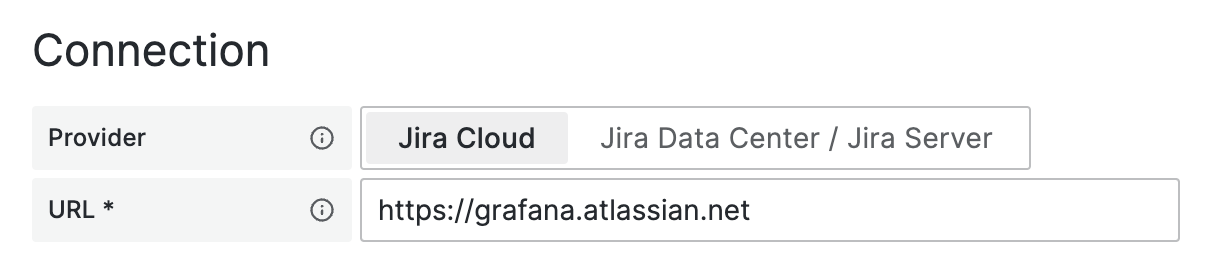 Connection
Provider Jira Cloud Jira Data Center / Jira Server
URL * https://grafana.atlassian.net